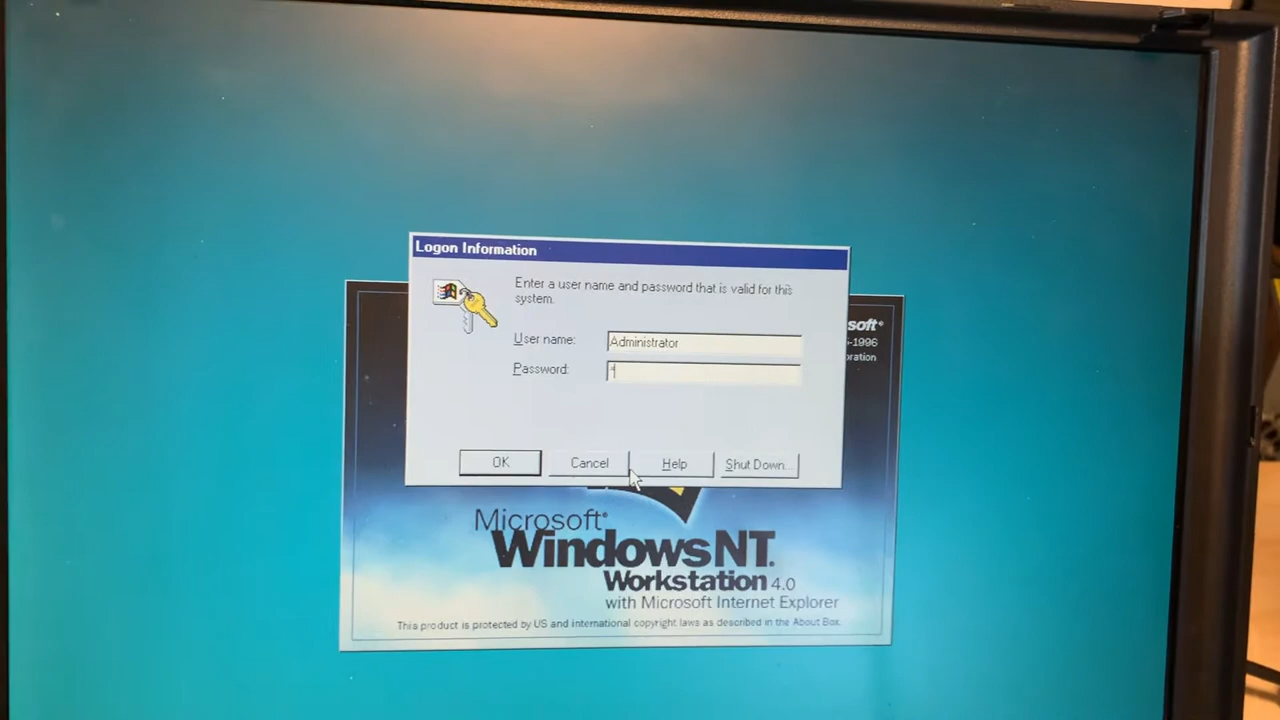 Logon Information
Enter a user name and password that is valid for this
system.
User name: Administrator
Password: *
OK Cancel Help Shut Down...
soft®
-1996
oration
Microsoft®
Windows NT.
Workstation 4.0
with Microsoft Internet Explorer
This product is protected by US and international copyright laws as described in the About Box.